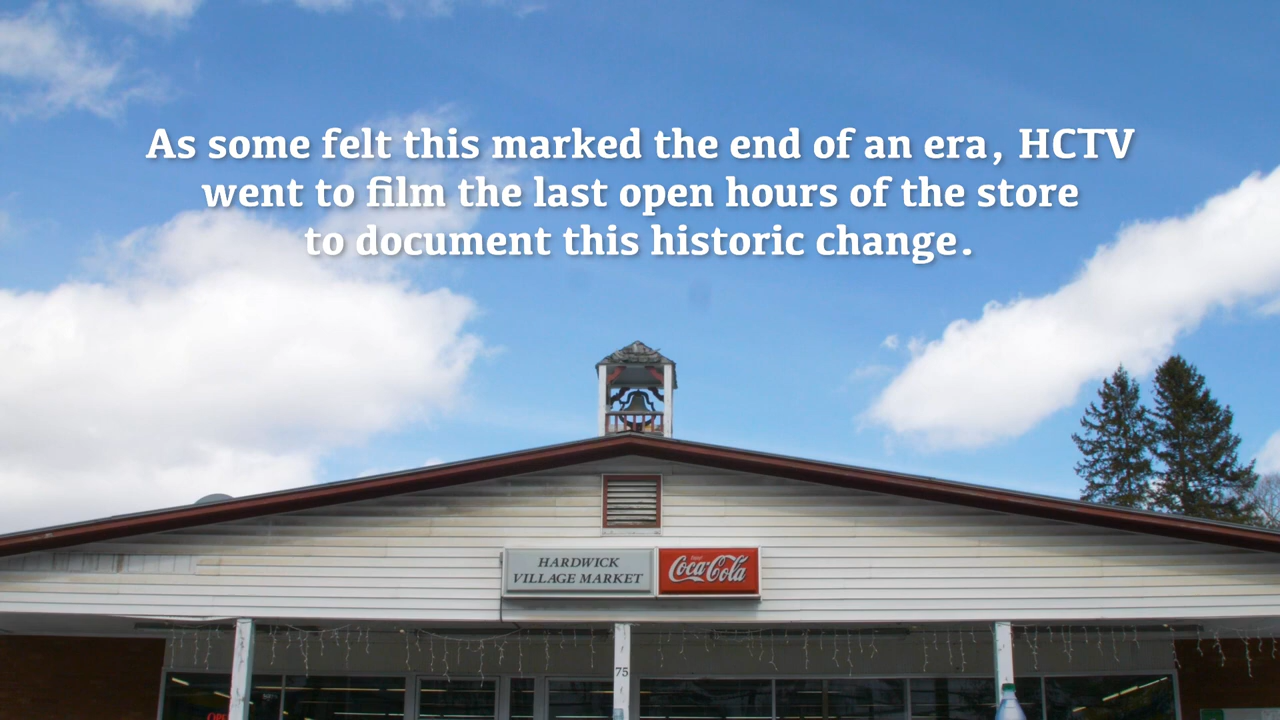 As some felt this marked the end of an era, HCTV
went to film the last open hours of the store
to document this historic change.
HARDWICK
VILLAGE MARKET
Coca-Cola
75